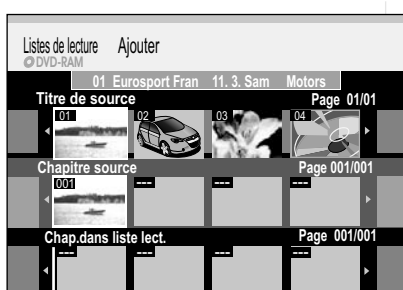 Listes de lecture Ajouter
DVD-RAM
01 Eurosport Fran 11. 3. Sam Motors
Titre de source Page 01/01
01 02 03 04
Chapitre source Page 001/001
001 --- --- ---
Chap.dans liste lect. Page 001/001
--- --- --- ---